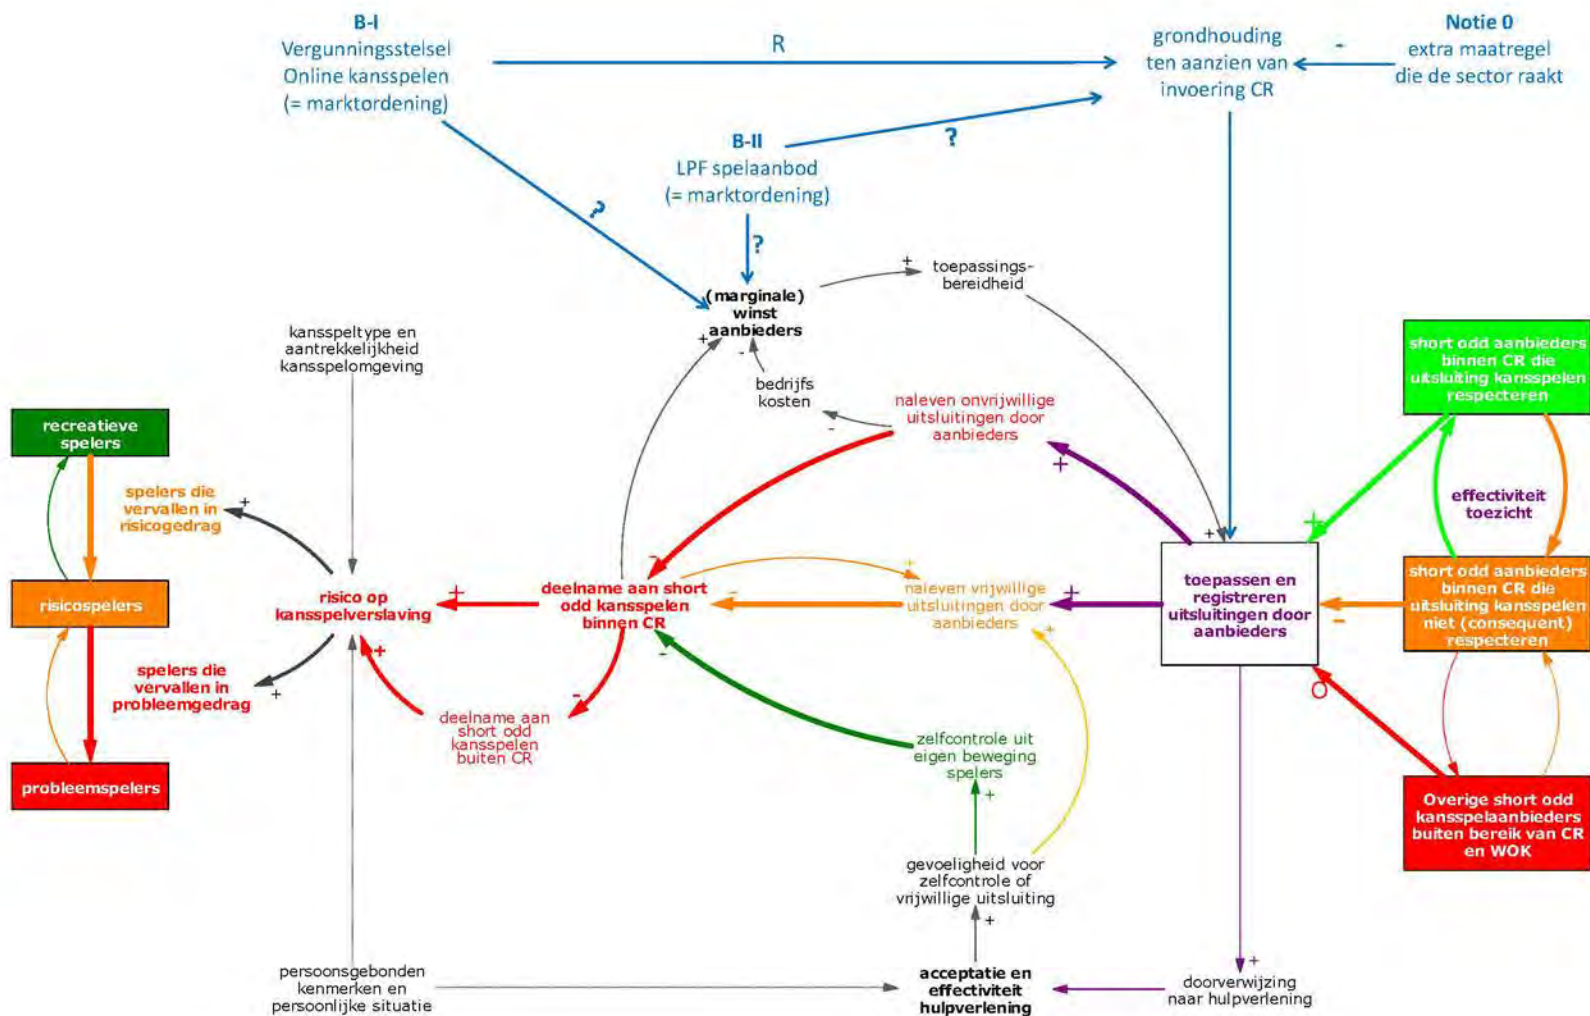 B-I
Vergunningsstelsel
Online kansspelen
(= marktordening)
R
grondhouding
ten aanzien van
invoering CR
-
Notie 0
extra maatregel
die de sector raakt
B-II
LPF spelaanbod
(= marktordening)
?
?
?
(marginale)
winst
aanbieders
+
toepassings-
bereidheid
kansspeltype en
aantrekkelijkheid
kansspelomgeving
+
-
bedrijfs
kosten
-
naleven onvrijwillige
uitsluitingen door
aanbieders
+
short odd aanbieders
binnen CR die
uitsluiting kansspelen
respecteren
recreatieve
spelers
spelers die
vervallen in
risicogedrag
+
effectiviteit
toezicht
+
+
risicospelers
risico op
kansspelverslaving
+
deelname aan short
odd kansspelen
binnen CR
-
-
-
+
naleven vrijwillige
uitsluitingen door
aanbieders
+
+
toepassen en
registreren
uitsluitingen door
aanbieders
-
short odd aanbieders
binnen CR die
uitsluiting kansspelen
niet (consequent)
respecteren
spelers die
vervallen in
probleemgedrag
+
+
-
deelname aan
short odd
kansspelen
buiten CR
O
zelfcontrole uit
eigen beweging
spelers
+
probleemspelers
Overige short odd
kansspelaanbieders
buiten bereik van CR
en WOK
gevoeligheid voor
zelfcontrole of
vrijwillige uitsluiting
+
persoonsgebonden
kenmerken en
persoonlijke situatie
acceptatie en
effectiviteit
hulpverlening
+
doorverwijzing
naar hulpverlening